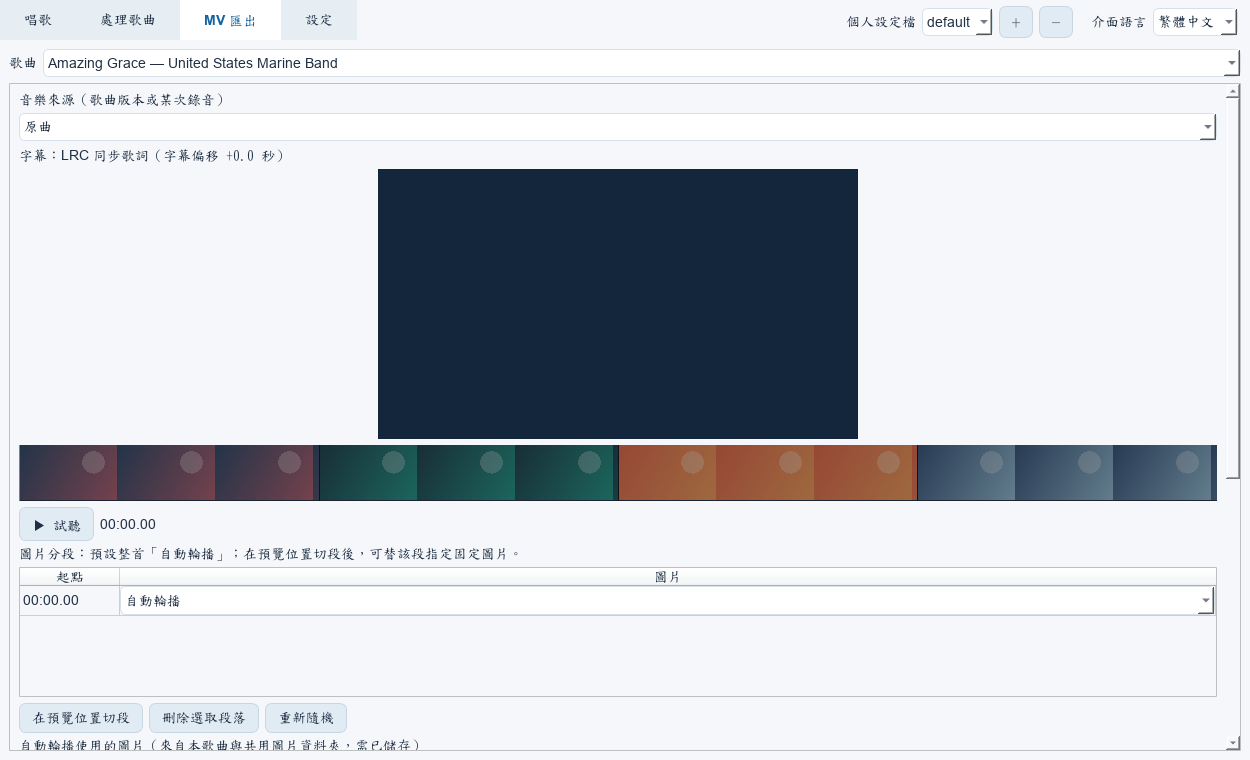 唱歌 處理歌曲 MV 匯出 設定 個人設定檔 default + − 介面語言 繁體中文
歌曲 Amazing Grace — United States Marine Band
音樂來源（歌曲版本或某次錄音）
原曲
字幕：LRC 同步歌詞（字幕偏移 +0.0 秒）
▶ 試聽 00:00.00
圖片分段：預設整首「自動輪播」；在預覽位置切段後，可替該段指定固定圖片。
起點 圖片
00:00.00 自動輪播
在預覽位置切段 刪除選取段落 重新隨機
自動輪播使用的圖片（來自本歌曲與共用圖片資料夾，需已儲存）